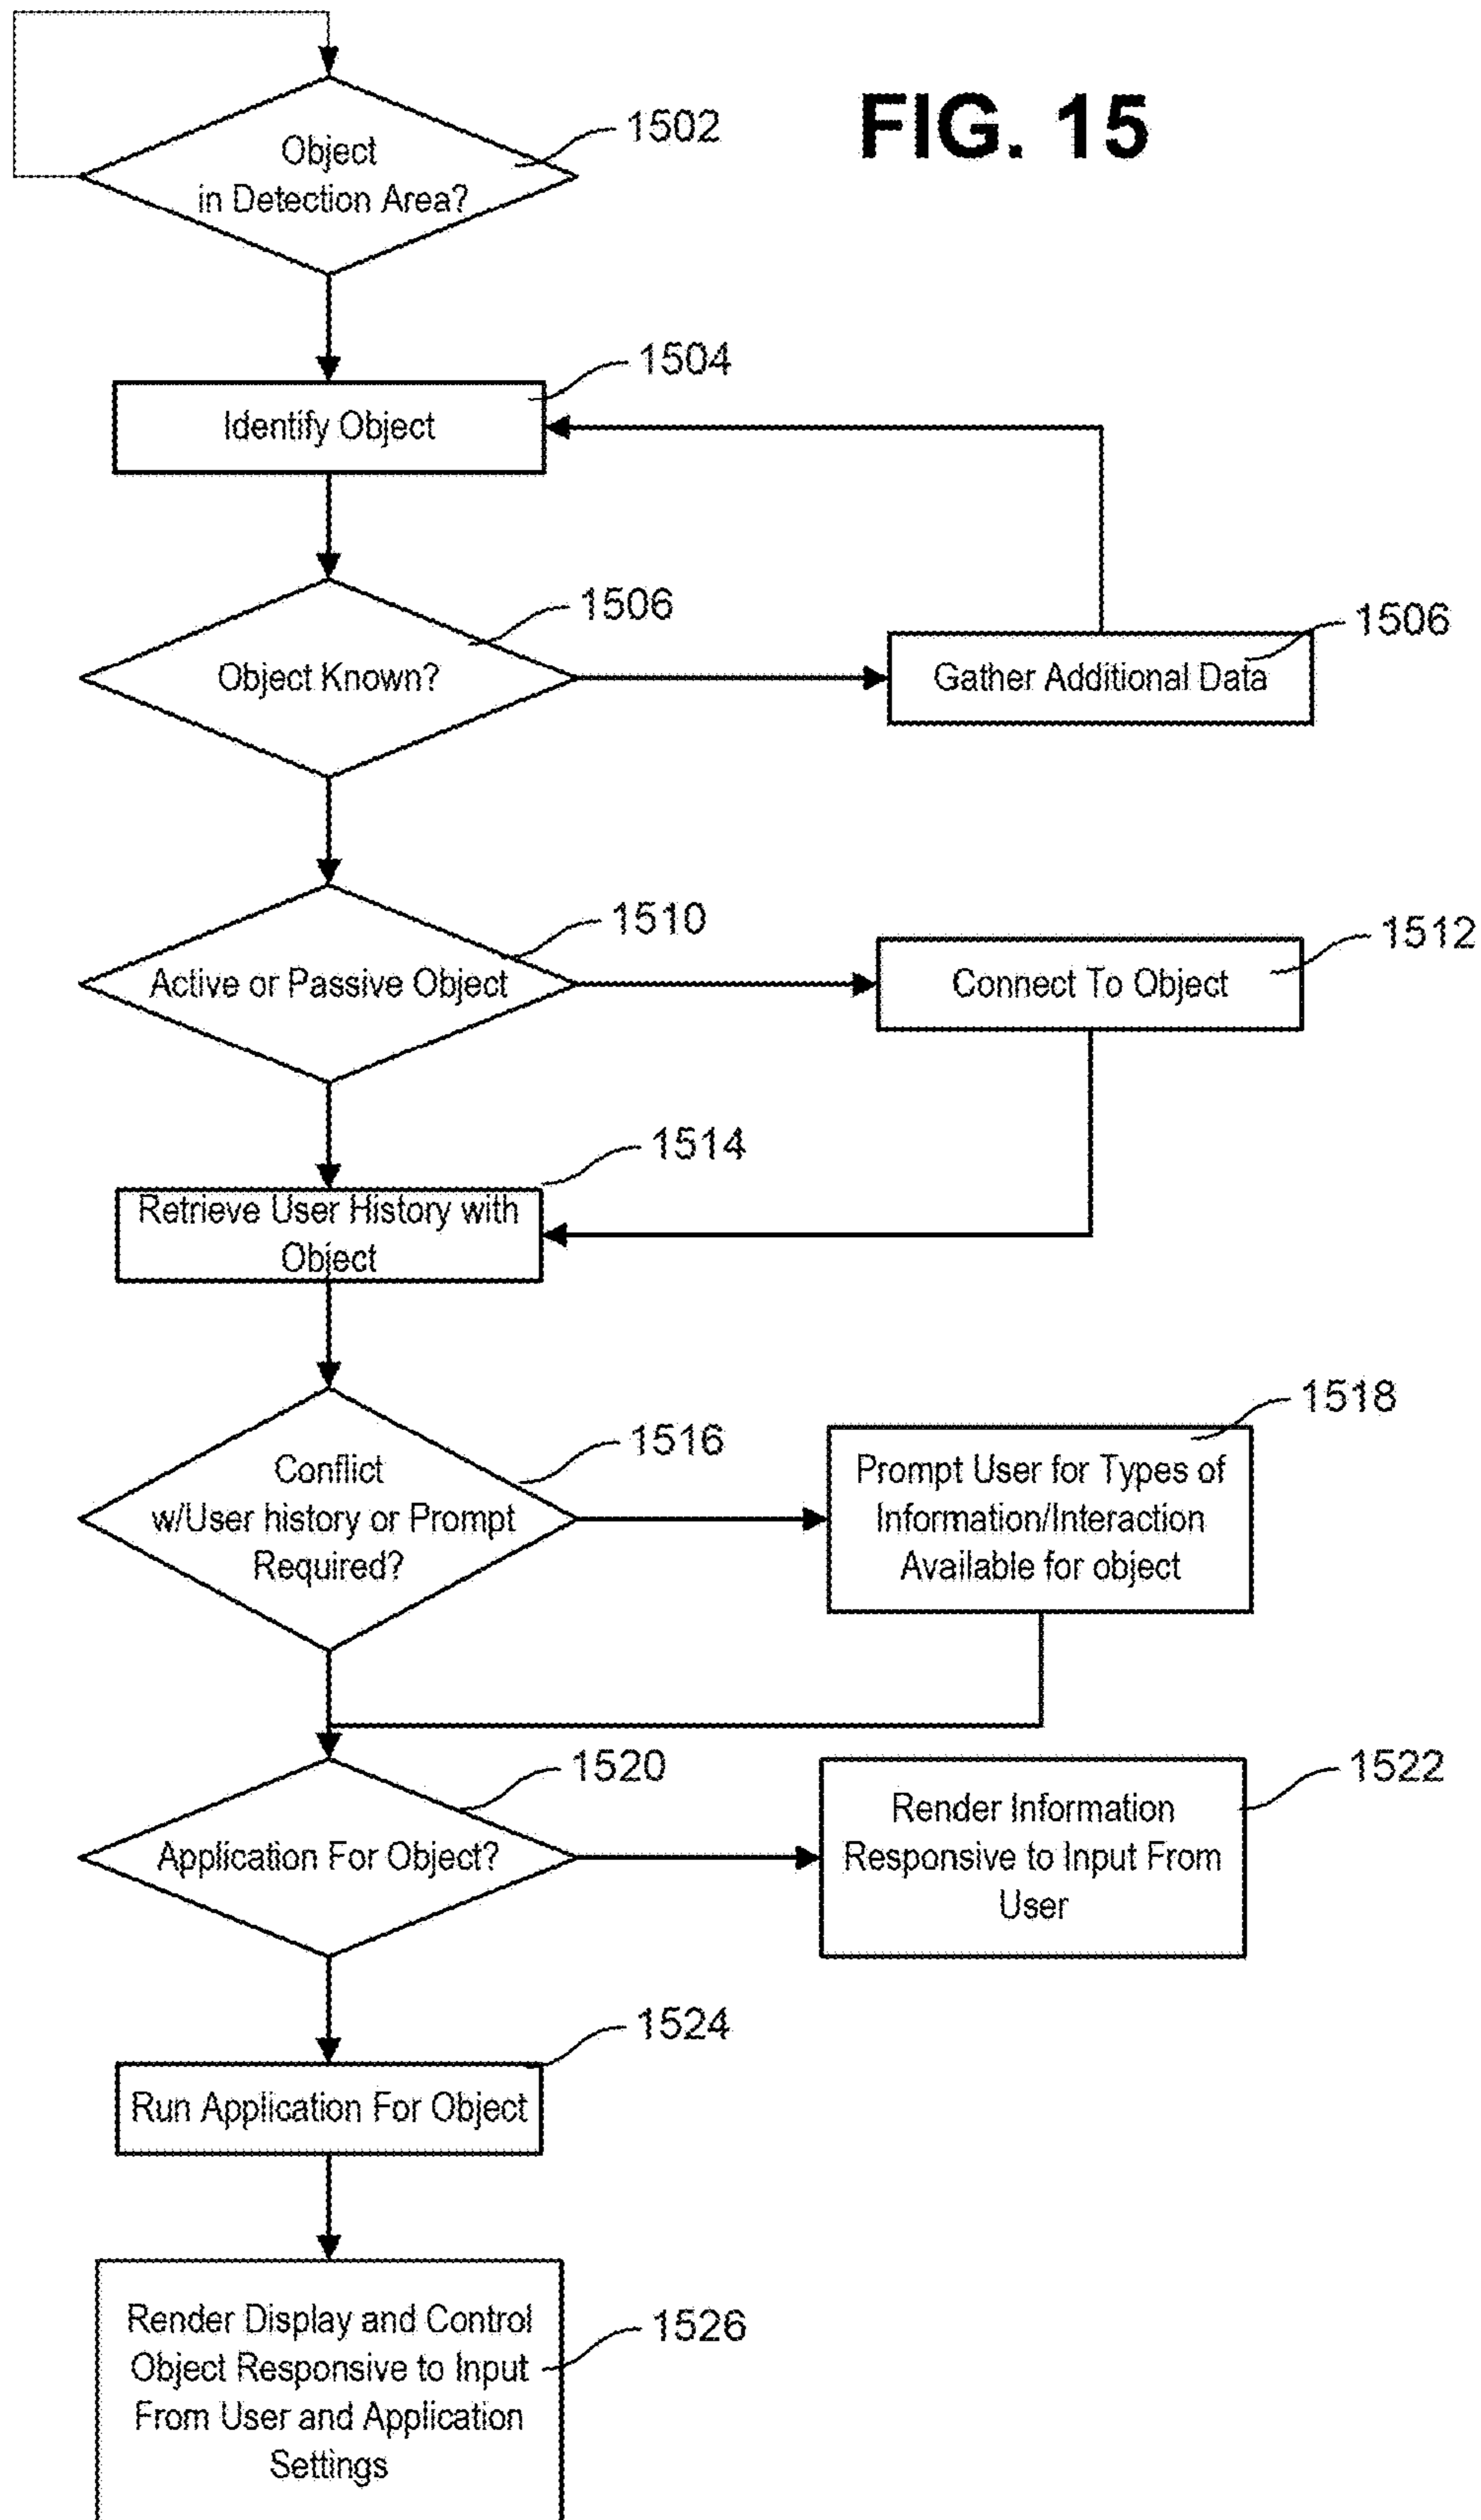 FIG. 15
1502
Object
in Detection Area?
1504
Identify Object
1506
Object Known?
1506
Gather Additional Data
1510
Active or Passive Object
1512
Connect To Object
1514
Retrieve User History with
Object
1516
Conflict
w/User history or Prompt
Required?
1518
Prompt User for Types of
Information/Interaction
Available for object
1520
Application For Object?
1522
Render Information
Responsive to Input From
User
1524
Run Application For Object
1526
Render Display and Control
Object Responsive to Input
From User and Application
Settings